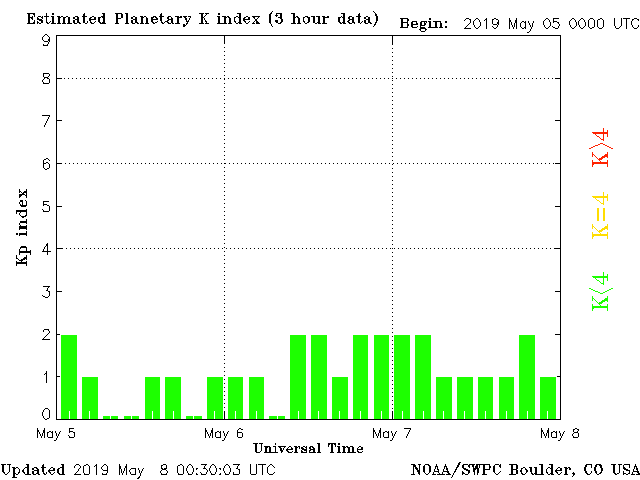 Estimated Planetary K index (3 hour data)
Begin: 2019 May 05 0000 UTC
9
8
7
6
5
4
3
2
1
0
Kp index
K>4
K=4
K<4
May 5
May 6
May 7
May 8
Universal Time
Updated 2019 May 8 00:30:03 UTC
NOAA/SWPC Boulder, CO USA